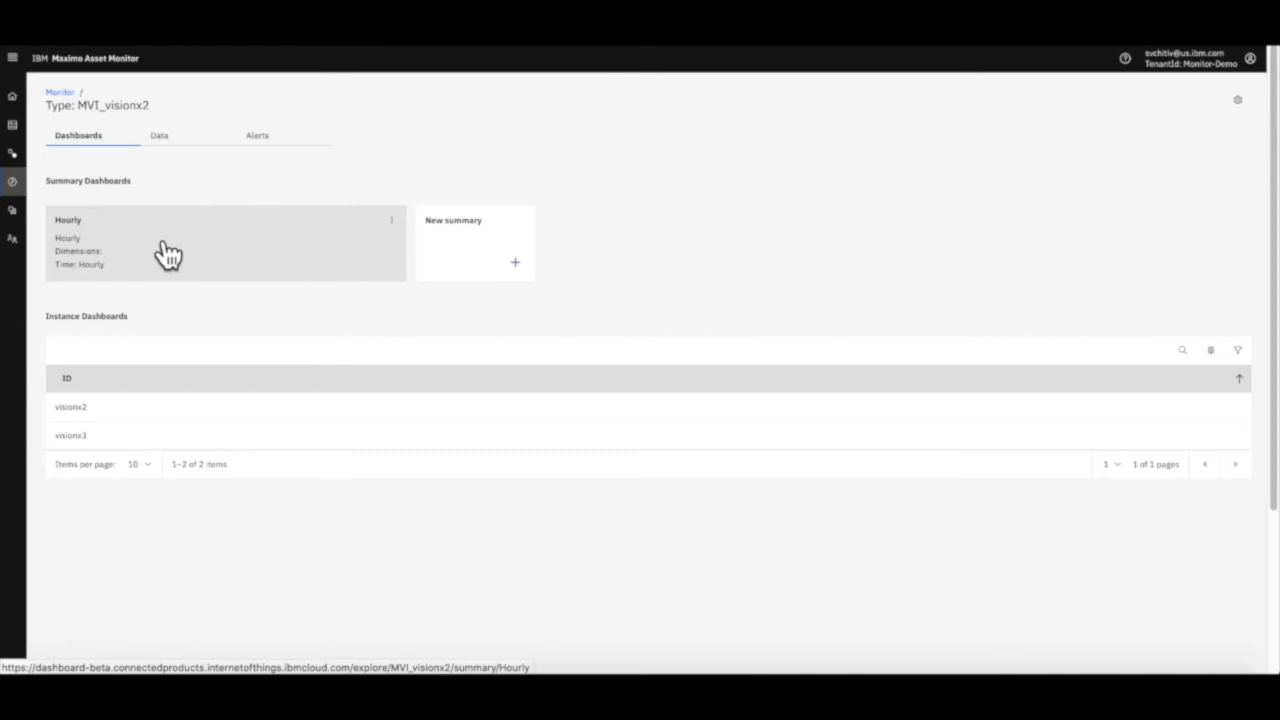 IBM Maximo Asset Monitor
svchitiv@us.ibm.com
TenantId: Monitor-Demo
Monitor /
Type: MVI_visionx2
Dashboards
Data
Alerts
Summary Dashboards
Hourly
Hourly
Dimensions:
Time: Hourly
New summary
+
Instance Dashboards
ID
visionx2
visionx3
Items per page: 10
1–2 of 2 items
1
1 of 1 pages
https://dashboard-beta.connectedproducts.internetofthings.ibmcloud.com/explore/MVI_visionx2/summary/Hourly